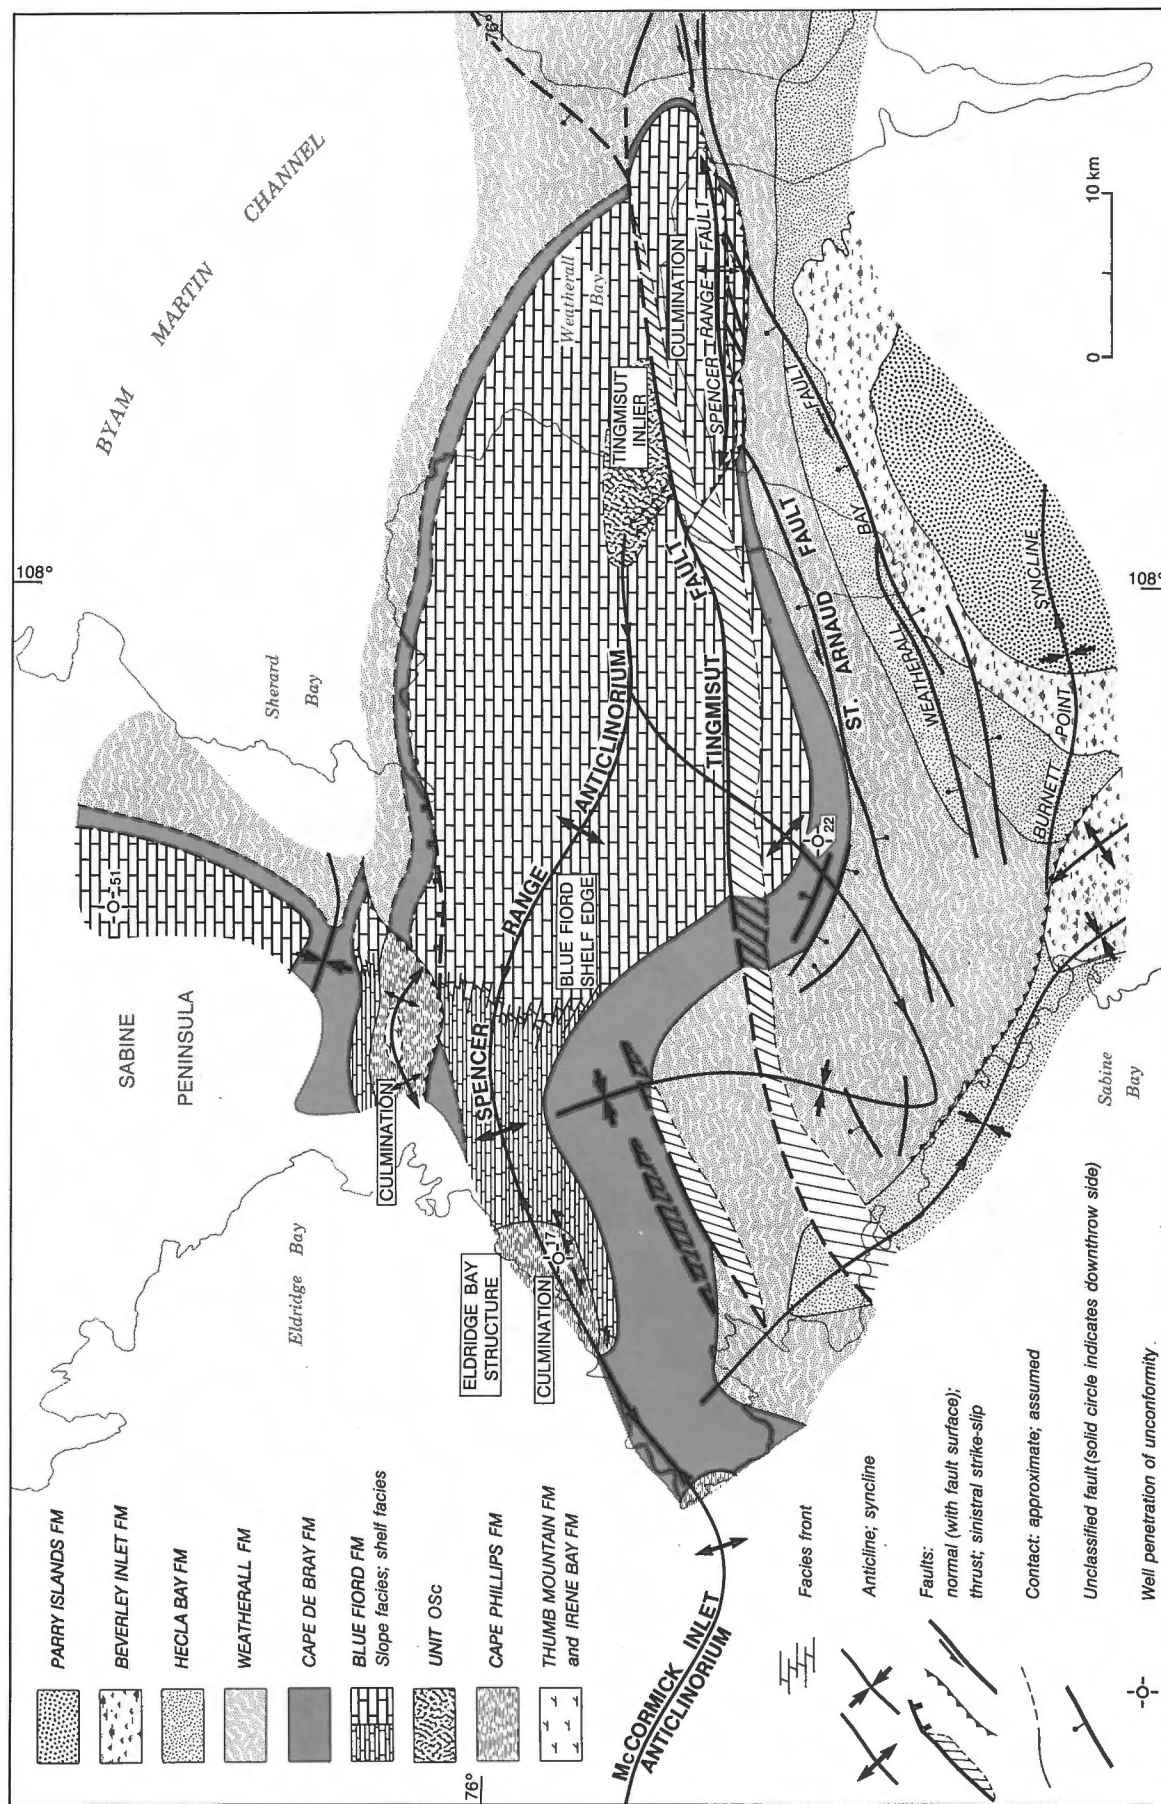 BYAM
MARTIN
CHANNEL
76°
108°
Sherard
Bay
SABINE
PENINSULA
51
Eldridge Bay
CULMINATION
ELDRIDGE BAY
STRUCTURE
CULMINATION
17
SPENCER
RANGE
ANTICLINORIUM
BLUE FIORD
SHELF EDGE
TINGMISUT
INLIER
Weatherall
Bay
CULMINATION
SPENCER RANGE FAULT
TINGMISUT
FAULT
22
ST. ARNAUD FAULT
WEATHERALL
BAY
FAULT
BURNETT
POINT
SYNCLINE
Sabine
Bay
108°
0
10 km
76°
McCORMICK INLET
ANTICLINORIUM
PARRY ISLANDS FM
BEVERLEY INLET FM
HECLA BAY FM
WEATHERALL FM
CAPE DE BRAY FM
BLUE FIORD FM
Slope facies; shelf facies
UNIT OSc
CAPE PHILLIPS FM
THUMB MOUNTAIN FM
and IRENE BAY FM
Facies front
Anticline; syncline
Faults:
normal (with fault surface);
thrust; sinistral strike-slip
Contact: approximate; assumed
Unclassified fault (solid circle indicates downthrow side)
Well penetration of unconformity